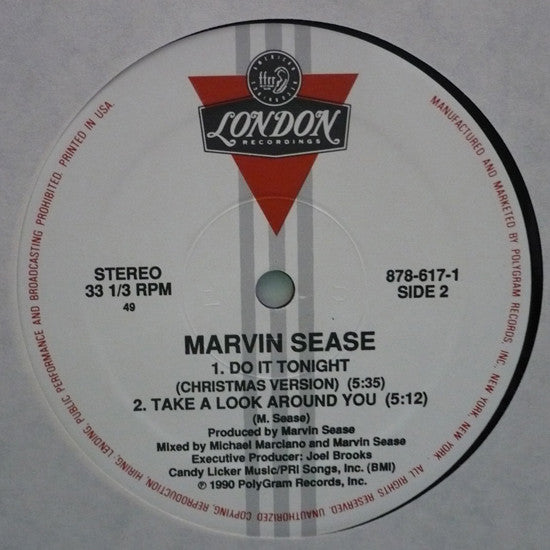 ffrr
LONDON
RECORDINGS
STEREO
33 1/3 RPM
49
878-617-1
SIDE 2
MARVIN SEASE
1. DO IT TONIGHT
(CHRISTMAS VERSION) (5:35)
2. TAKE A LOOK AROUND YOU (5:12)
(M. Sease)
Produced by Marvin Sease
Mixed by Michael Marciano and Marvin Sease
Executive Producer: Joel Brooks
Candy Licker Music/PRI Songs, Inc. (BMI)
℗ 1990 PolyGram Records, Inc.
MANUFACTURED AND MARKETED BY POLYGRAM RECORDS, INC., NEW YORK, NEW YORK. ALL RIGHTS RESERVED. UNAUTHORIZED COPYING, REPRODUCTION, HIRING, LENDING, PUBLIC PERFORMANCE AND BROADCASTING PROHIBITED. PRINTED IN USA.